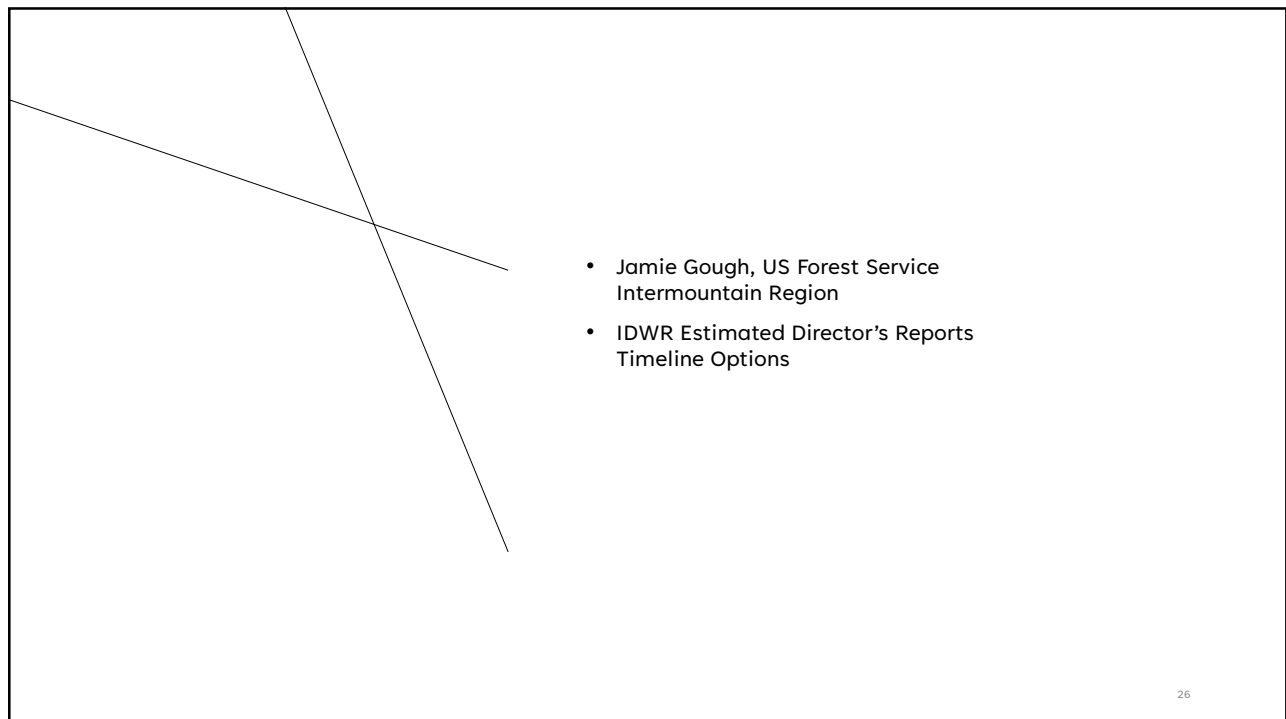 • Jamie Gough, US Forest Service
Intermountain Region
• IDWR Estimated Director’s Reports
Timeline Options
26